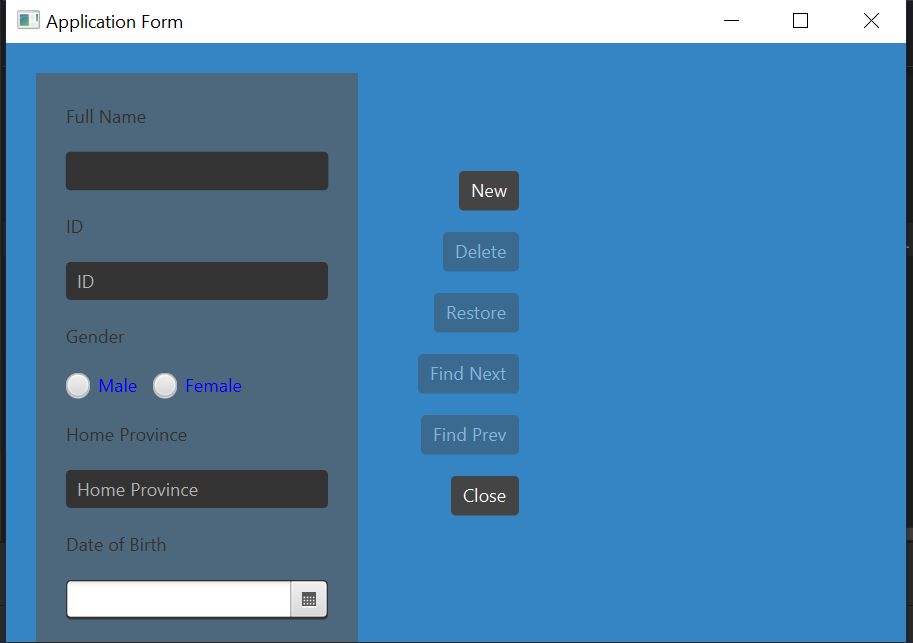 Application Form
Full Name
ID
ID
Gender
Male Female
Home Province
Home Province
Date of Birth
New
Delete
Restore
Find Next
Find Prev
Close